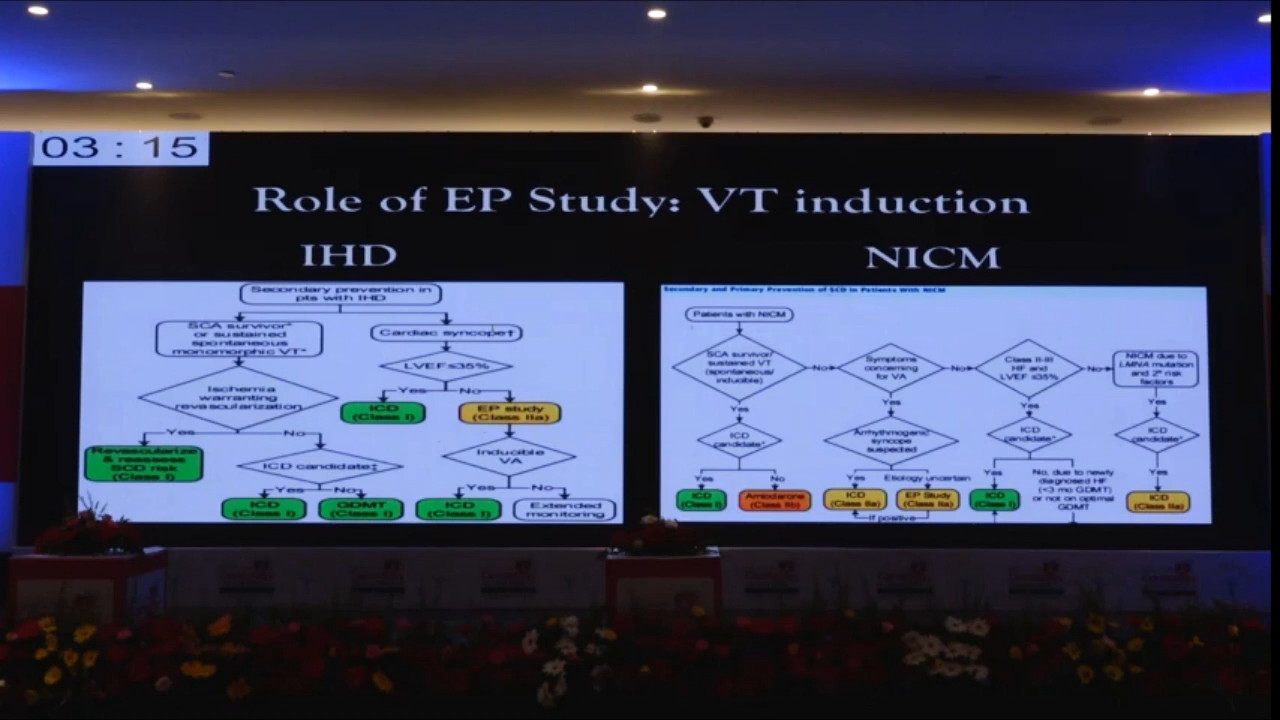 03 : 15
Role of EP Study: VT induction
IHD
NICM
Secondary prevention in
pts with IHD
SCA survivor*
or sustained
spontaneous
monomorphic VT*
Cardiac syncope†
LVEF≤35%
Ischemia
warranting
revascularization
Yes
No
ICD
(Class I)
EP study
(Class IIa)
Yes
No
Revascularize
& reassess
SCD risk
(Class I)
ICD candidate‡
Inducible
VA
Yes
No
Yes
No
ICD
(Class I)
GDMT
(Class I)
ICD
(Class I)
Extended
monitoring
Secondary and Primary Prevention of SCD in Patients With NICM
Patients with NICM
SCA survivor/
sustained VT
(spontaneous/
inducible)
No
Symptoms
concerning
for VA
No
Class II-III
HF and
LVEF ≤35%
No
NICM due to
LMNA mutation
and 2° risk
factors
Yes
Yes
Yes
Yes
ICD
candidate*
Arrhythmogenic
syncope
suspected
ICD
candidate*
ICD
candidate*
Yes
No
Yes
Etiology uncertain
Yes
No, due to newly
diagnosed HF
(<3 mo GDMT)
or not on optimal
GDMT
Yes
ICD
(Class I)
Amiodarone
(Class IIb)
ICD
(Class IIa)
EP Study
(Class IIa)
ICD
(Class I)
ICD
(Class IIa)
If positive